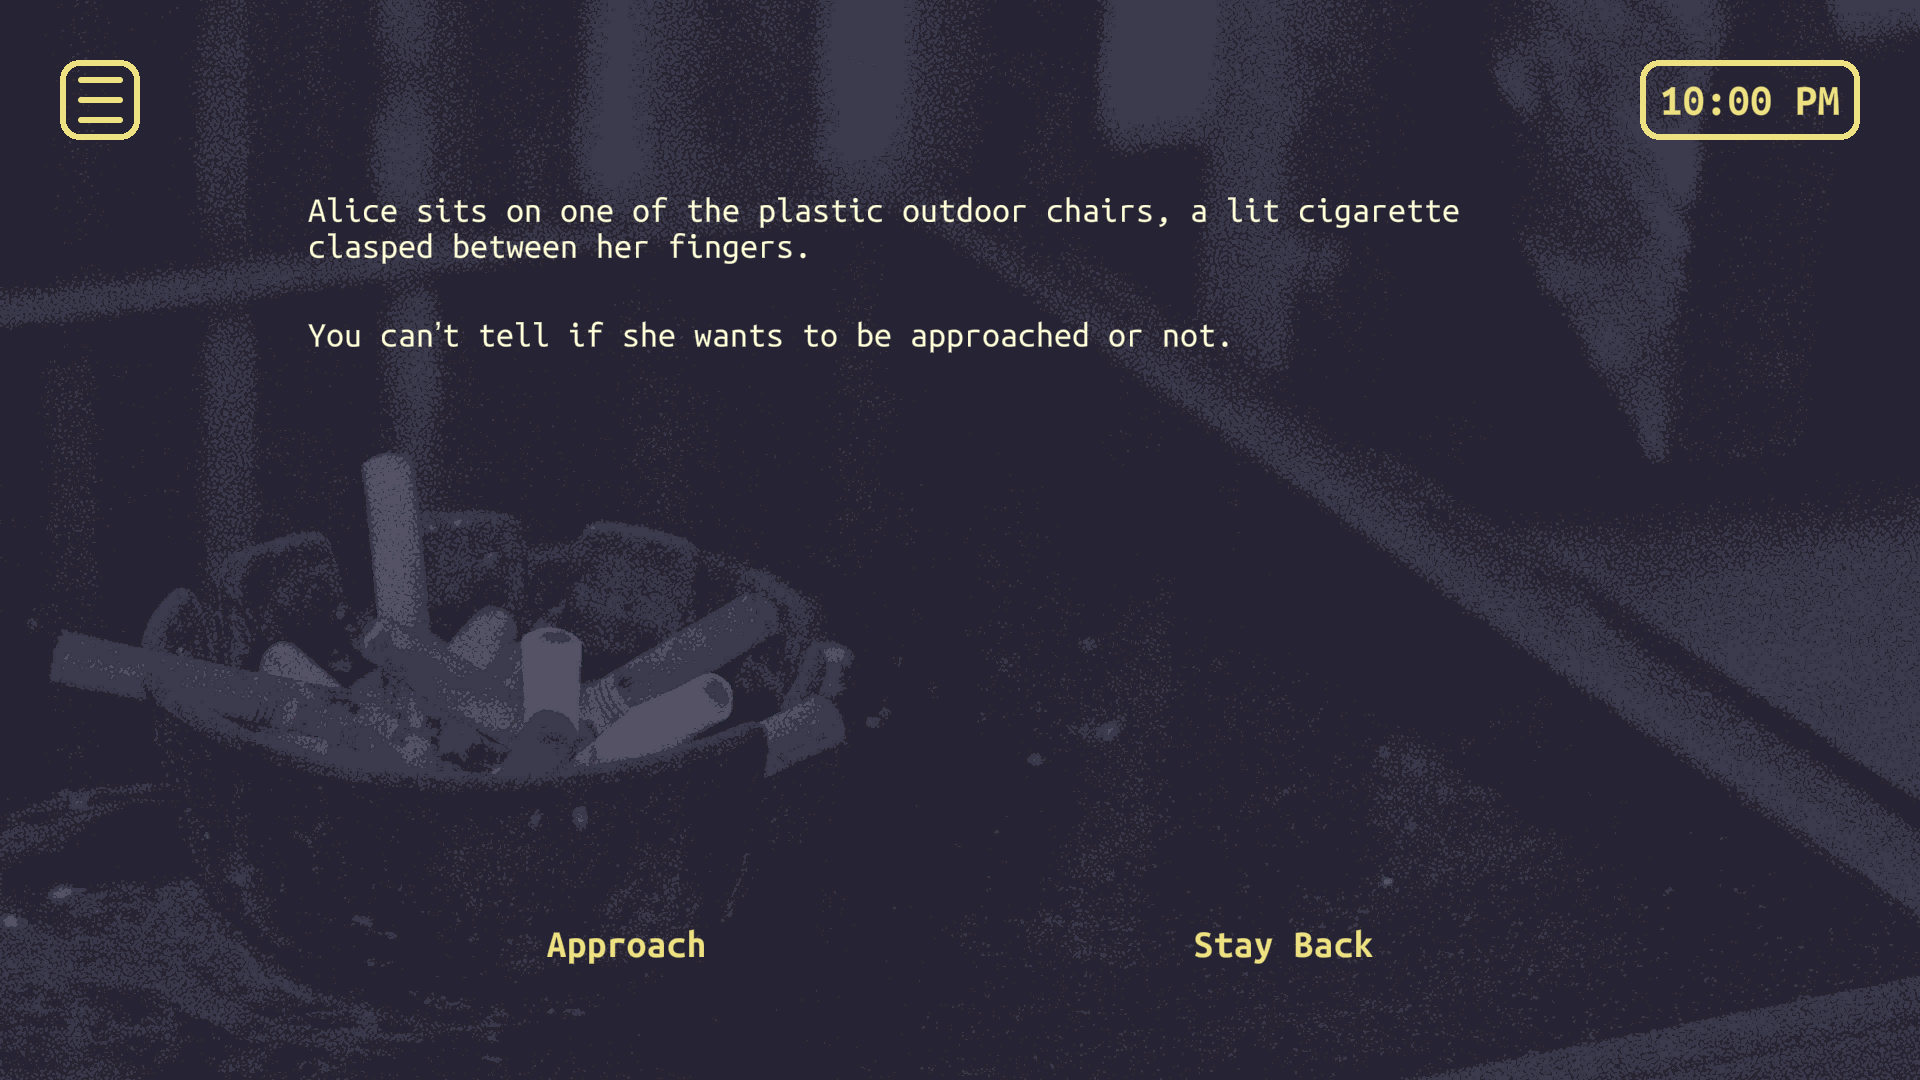 10:00 PM
Alice sits on one of the plastic outdoor chairs, a lit cigarette
clasped between her fingers.
You can't tell if she wants to be approached or not.
Approach
Stay Back